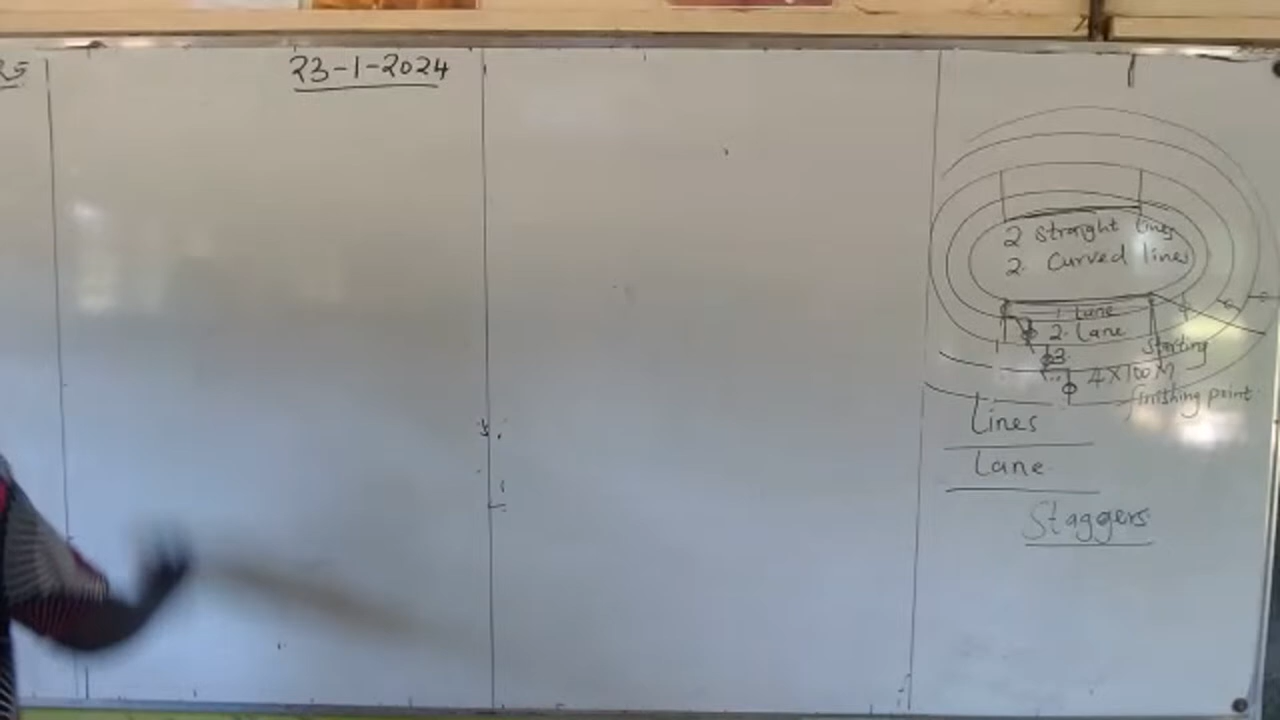 25
23-1-2024
2 straight lines
2. Curved lines
1 Lane
2. Lane
3.
starting
4X100M
finishing point
Lines
Lane
Staggers